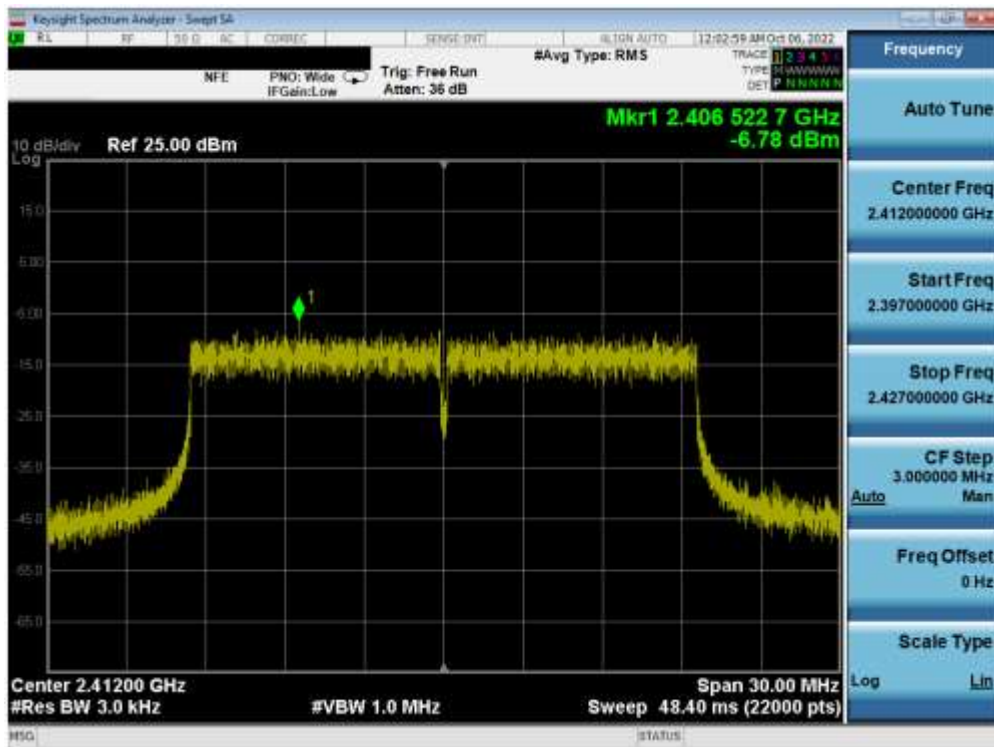 Keysight Spectrum Analyzer - Swept SA
RL RF 50 Ω AC CORREC SENSE:INT ALIGN AUTO 12:02:59 AM Oct 06, 2022
#Avg Type: RMS
TRACE 1 2 3 4 5 6
NFE PNO: Wide Trig: Free Run
TYPE M W W W W W
IFGain:Low Atten: 36 dB
DET P N N N N N
Mkr1 2.406 522 7 GHz
-6.78 dBm
10 dB/div Ref 25.00 dBm
Log
15.0
5.00
1
-5.00
-15.0
-25.0
-35.0
-45.0
-55.0
-65.0
Center 2.41200 GHz Span 30.00 MHz
#Res BW 3.0 kHz #VBW 1.0 MHz Sweep 48.40 ms (22000 pts)
MSG STATUS
Frequency
Auto Tune
Center Freq
2.412000000 GHz
Start Freq
2.397000000 GHz
Stop Freq
2.427000000 GHz
CF Step
3.000000 MHz
Auto Man
Freq Offset
0 Hz
Scale Type
Log Lin